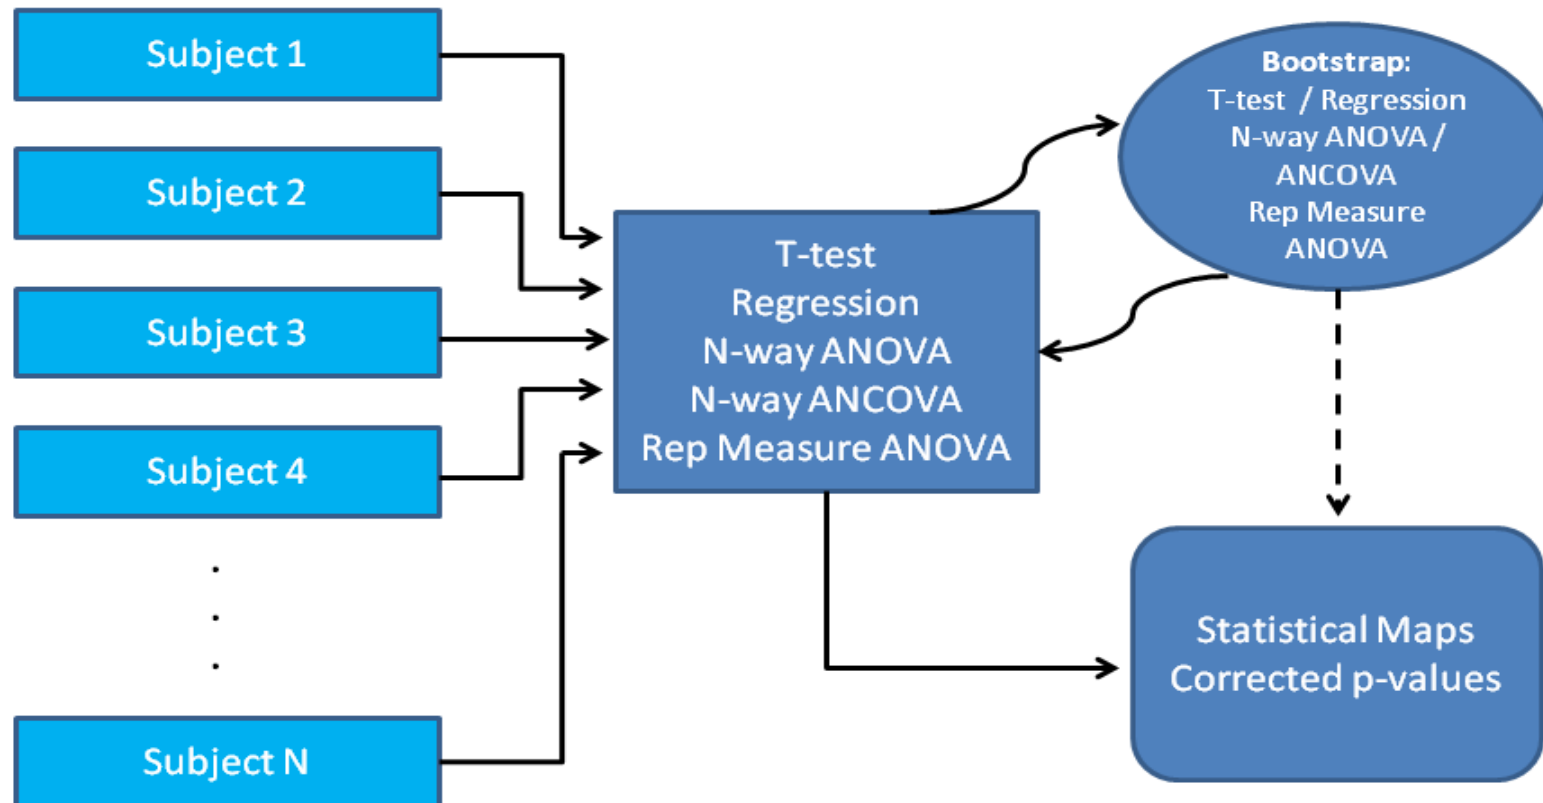 Subject 1
Subject 2
Subject 3
Subject 4
.
.
.
Subject N
T-test
Regression
N-way ANOVA
N-way ANCOVA
Rep Measure ANOVA
Bootstrap:
T-test / Regression
N-way ANOVA /
ANCOVA
Rep Measure
ANOVA
Statistical Maps
Corrected p-values